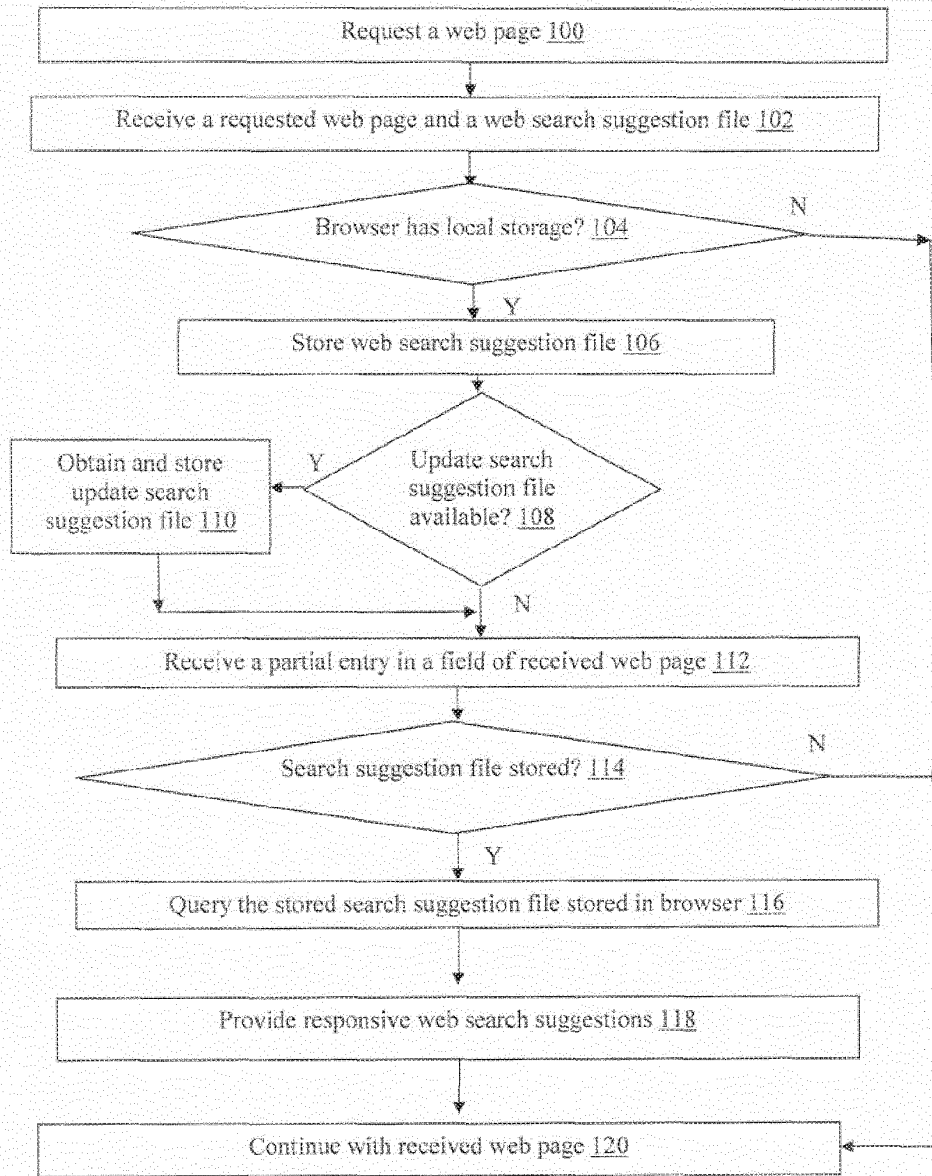 Request a web page 100
Receive a requested web page and a web search suggestion file 102
Browser has local storage? 104
N
Y
Store web search suggestion file 106
Obtain and store
update search
suggestion file 110
Y
Update search
suggestion file
available? 108
N
Receive a partial entry in a field of received web page 112
Search suggestion file stored? 114
N
Y
Query the stored search suggestion file stored in browser 116
Provide responsive web search suggestions 118
Continue with received web page 120